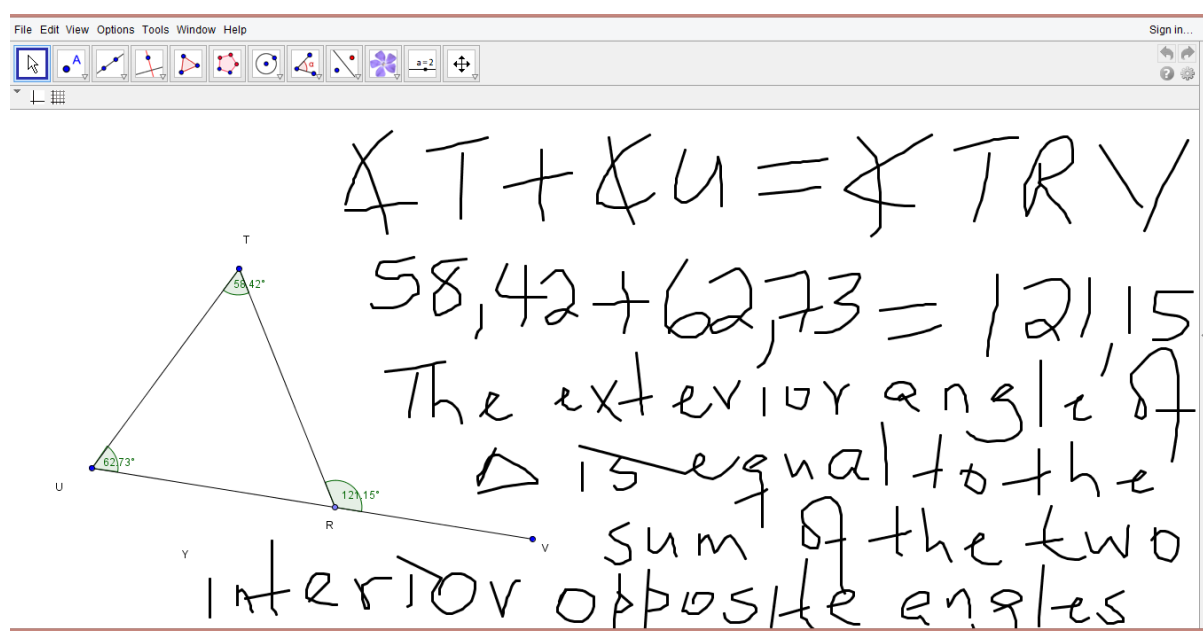 File Edit View Options Tools Window Help
Sign in...
A
α
a=2
∠T+∠U=∠TRV
58,42+62,73=121,15
The exterior angle of
Δ is equal to the
sum of the two
interior opposite angles
T
58.42°
62.73°
U
121.15°
R
V
Y